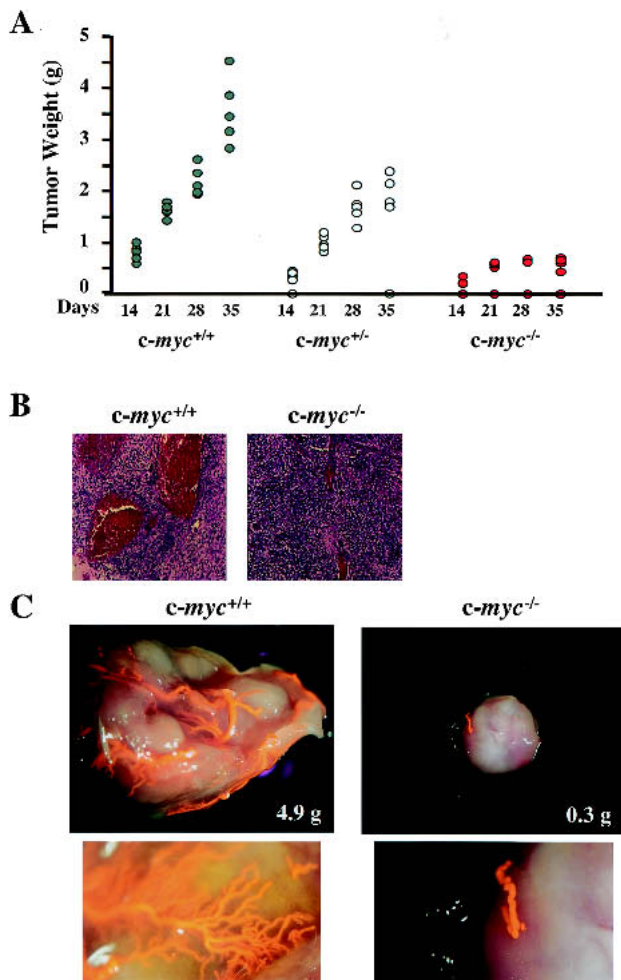 A
Tumor Weight (g)
5
4
3
2
1
0
Days 14 21 28 35 14 21 28 35 14 21 28 35
c-myc+/+ c-myc+/- c-myc-/-
B
c-myc+/+ c-myc-/-
C
c-myc+/+ c-myc-/-
4.9 g 0.3 g